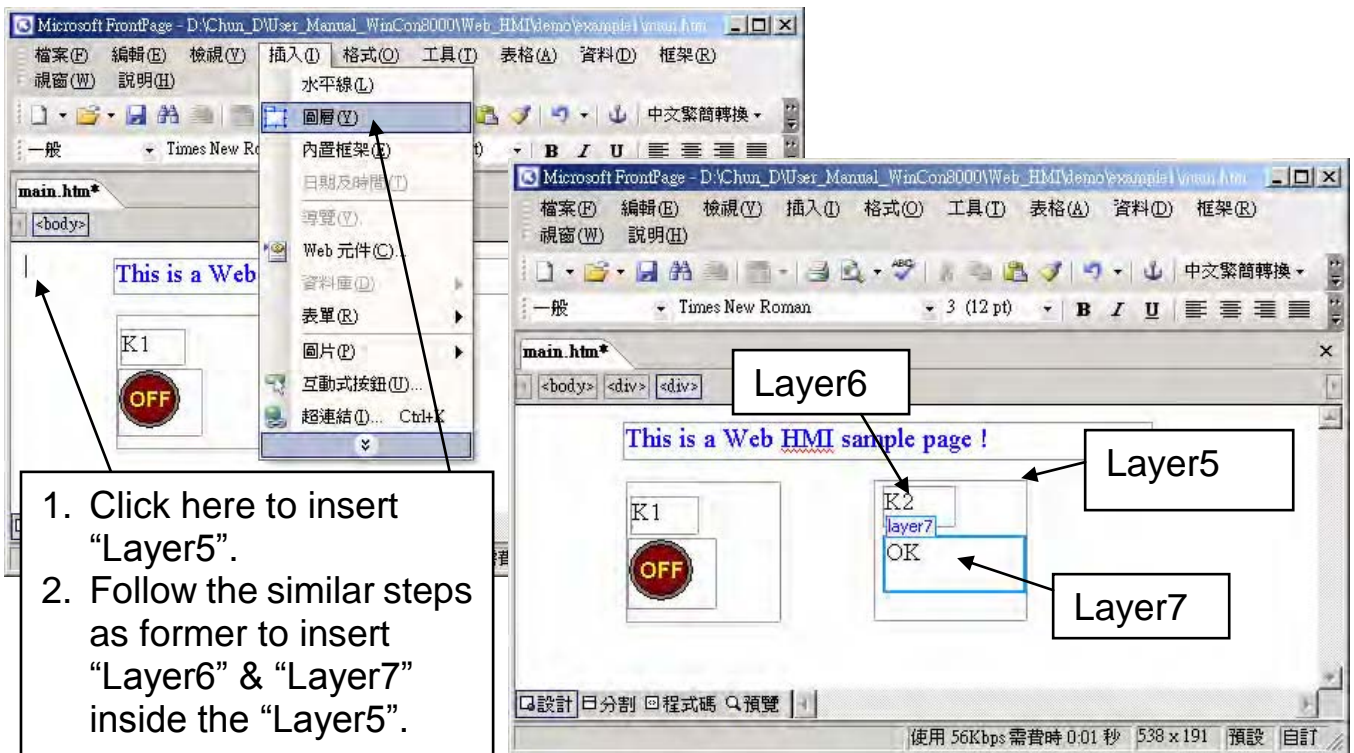 Microsoft FrontPage - D:\Chun_D\User_Manual_WinCon8000\Web_HMI\demo\example1\main.htm
檔案(F) 編輯(E) 檢視(V) 插入(I) 格式(O) 工具(T) 表格(A) 資料(D) 框架(R)
視窗(W) 說明(H)
中文繁簡轉換
一般 Times New Ro
B I U
main.htm*
<body>
This is a Web
K1
OFF
水平線(L)
圖層(Y)
內置框架(E)
日期及時間(T)
導覽(V)
Web 元件(C)...
資料庫(D)
表單(R)
圖片(P)
互動式按鈕(U)...
超連結(I)... Ctrl+K
1. Click here to insert
“Layer5”.
2. Follow the similar steps
as former to insert
“Layer6” & “Layer7”
inside the “Layer5”.
Microsoft FrontPage - D:\Chun_D\User_Manual_WinCon8000\Web_HMI\demo\example1\main.htm
檔案(F) 編輯(E) 檢視(V) 插入(I) 格式(O) 工具(T) 表格(A) 資料(D) 框架(R)
視窗(W) 說明(H)
ABC 中文繁簡轉換
一般 Times New Roman 3 (12 pt) B I U
main.htm*
<body> <div> <div>
Layer6
This is a Web HMI sample page !
Layer5
K1
OFF
K2
layer7
OK
Layer7
設計 分割 程式碼 預覽
使用 56Kbps 需費時 0:01 秒 538 x 191 預設 自訂